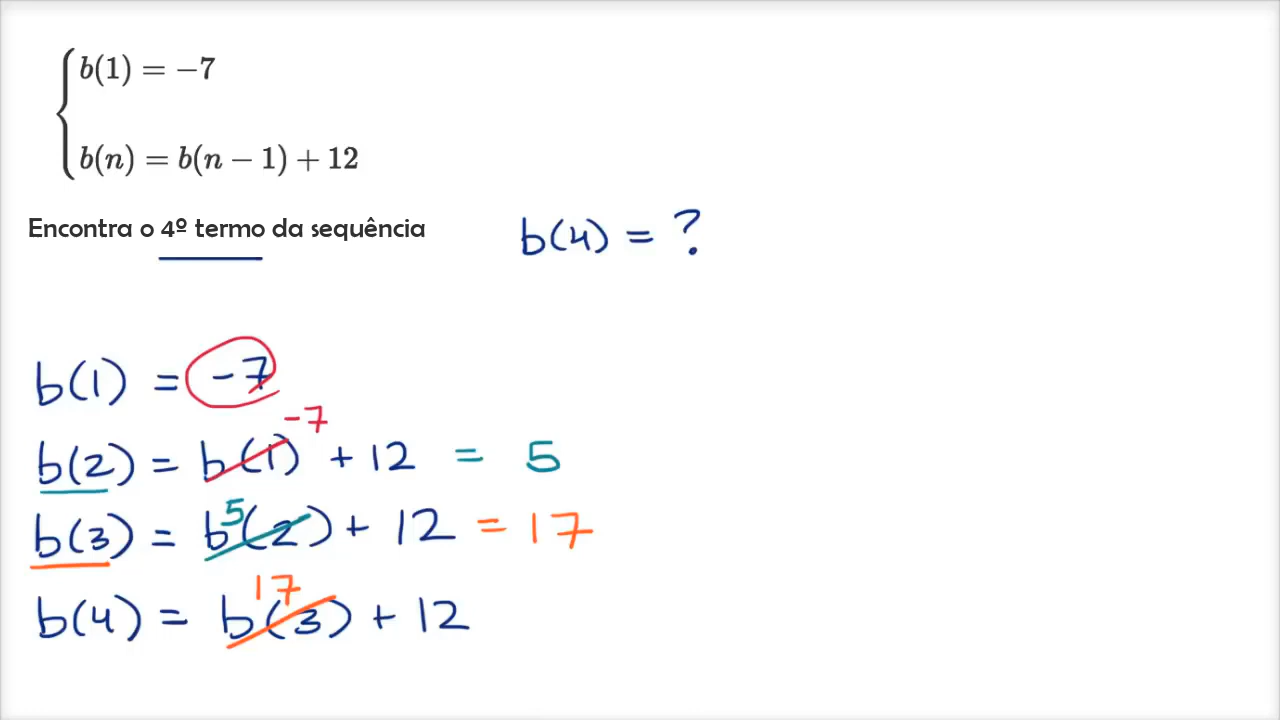 b(1) = −7
b(n) = b(n − 1) + 12
Encontra o 4º termo da sequência
b(4) = ?
b(1) = -7
-7
b(2) = b(1) + 12 = 5
5
b(3) = b(2) + 12 = 17
17
b(4) = b(3) + 12